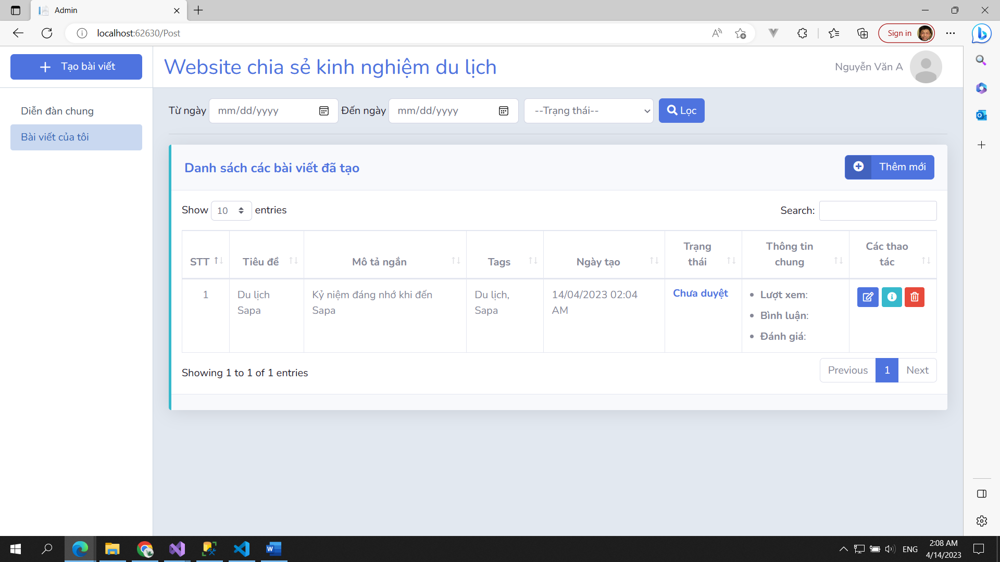 Admin
localhost:62630/Post
Sign in
Tạo bài viết
Website chia sẻ kinh nghiệm du lịch
Nguyễn Văn A
Diễn đàn chung
Bài viết của tôi
Từ ngày mm/dd/yyyy Đến ngày mm/dd/yyyy --Trạng thái-- Lọc
Danh sách các bài viết đã tạo
Thêm mới
Show 10 entries
Search:
STT Tiêu đề Mô tả ngắn Tags Ngày tạo Trạng thái Thông tin chung Các thao tác
1
Du lịch
Sapa
Kỷ niệm đáng nhớ khi đến
Sapa
Du lịch,
Sapa
14/04/2023 02:04
AM
Chưa duyệt
Lượt xem:
Bình luận:
Đánh giá:
Showing 1 to 1 of 1 entries
Previous 1 Next
ENG
2:08 AM
4/14/2023